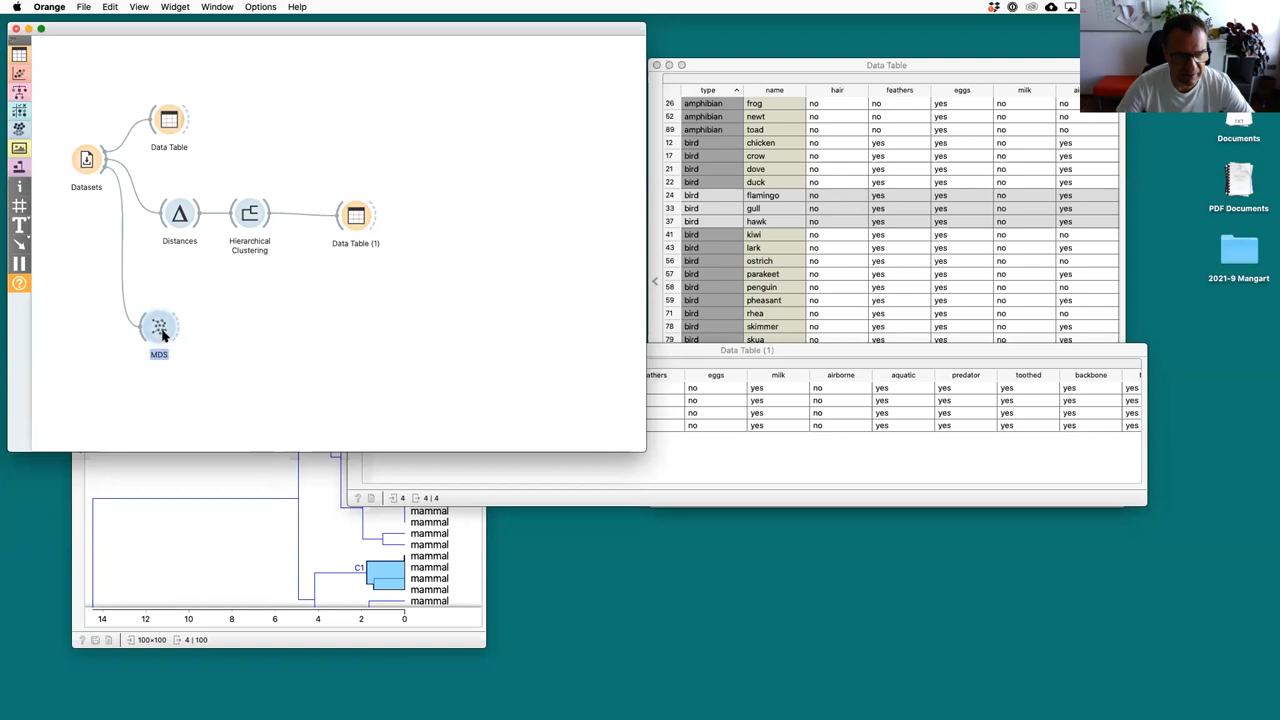 Orange File Edit View Widget Window Options Help
Data Table
Datasets
Distances
Hierarchical
Clustering
Data Table (1)
MDS
Data Table
type name hair feathers eggs milk
26 amphibian frog no no yes no no
52 amphibian newt no no yes no no
89 amphibian toad no no yes no no
12 bird chicken no yes yes no yes
17 bird crow no yes yes no yes
21 bird dove no yes yes no yes
22 bird duck no yes yes no yes
24 bird flamingo no yes yes no yes
33 bird gull no yes yes no yes
37 bird hawk no yes yes no yes
41 bird kiwi no yes yes no no
43 bird lark no yes yes no yes
56 bird ostrich no yes yes no no
57 bird parakeet no yes yes no yes
58 bird penguin no yes yes no no
59 bird pheasant no yes yes no yes
71 bird rhea no yes yes no no
78 bird skimmer no yes yes no yes
79 bird skua no yes yes no yes
Data Table (1)
eathers eggs milk airborne aquatic predator toothed backbone
no no yes no yes yes yes yes yes
no no yes no yes yes yes yes yes
no no yes no yes yes yes yes yes
no no yes no yes yes yes yes yes
4 4 | 4
mammal
mammal
mammal
mammal
mammal
C1 mammal
mammal
mammal
mammal
14 12 10 8 6 4 2 0
100×100 4 | 100
TXT
Documents
PDF Documents
2021-9 Mangart